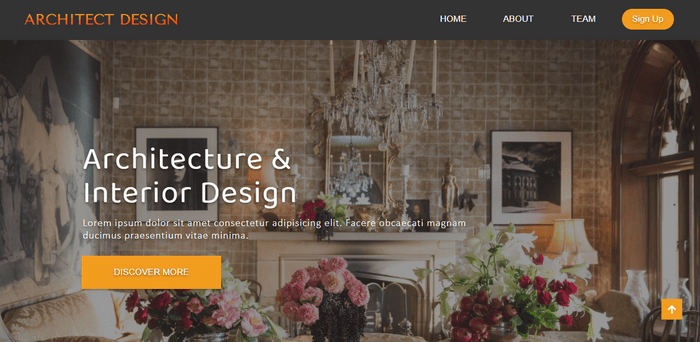 ARCHITECT DESIGN
HOME
ABOUT
TEAM
Sign Up
Architecture &
Interior Design
Lorem ipsum dolor sit amet consectetur adipisicing elit. Facere obcaecati magnam
ducimus praesentium vitae minima.
DISCOVER MORE